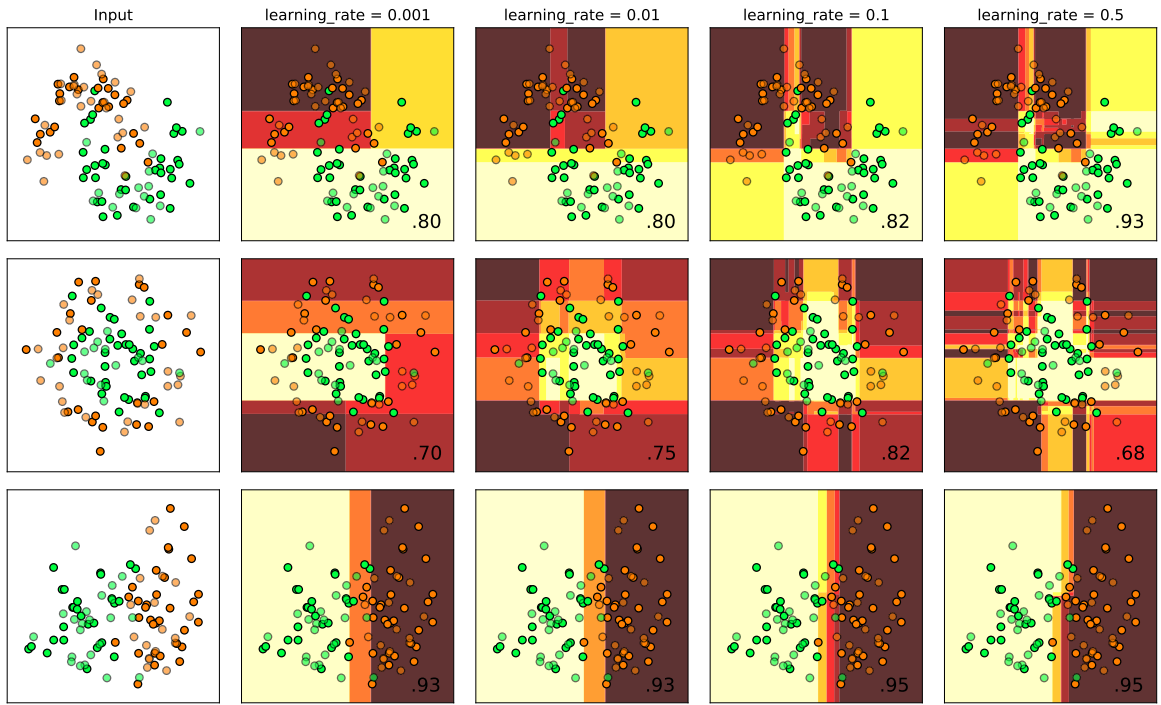 Input
learning_rate = 0.001
learning_rate = 0.01
learning_rate = 0.1
learning_rate = 0.5
.80
.80
.82
.93
.70
.75
.82
.68
.93
.93
.95
.95